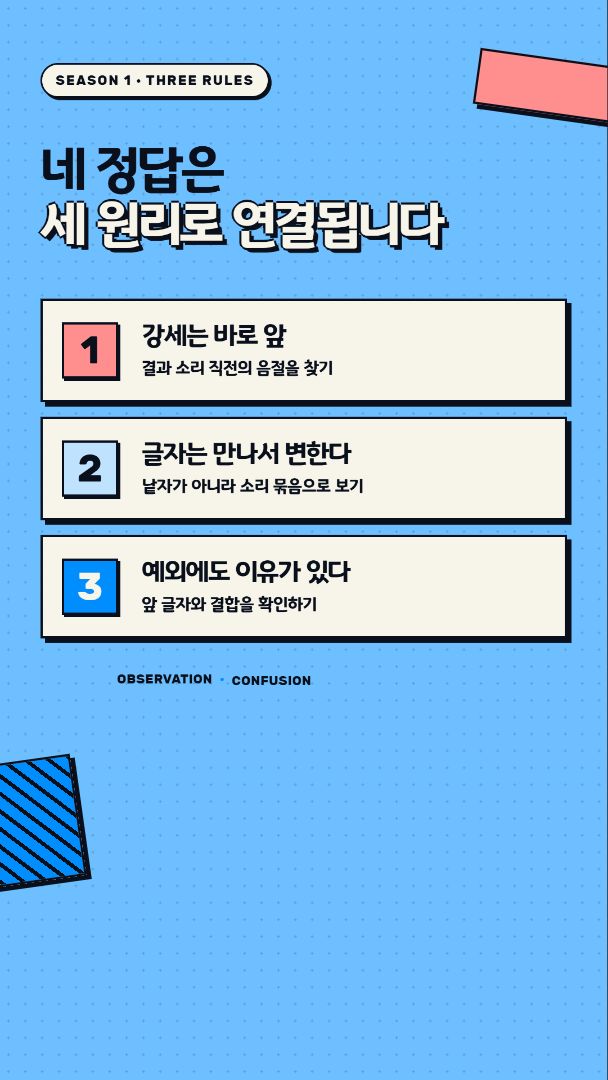 SEASON 1 • THREE RULES
네 정답은
세 원리로 연결됩니다
1
강세는 바로 앞
결과 소리 직전의 음절을 찾기
2
글자는 만나서 변한다
낱자가 아니라 소리 묶음으로 보기
3
예외에도 이유가 있다
앞 글자와 결합을 확인하기
OBSERVATION · CONFUSION